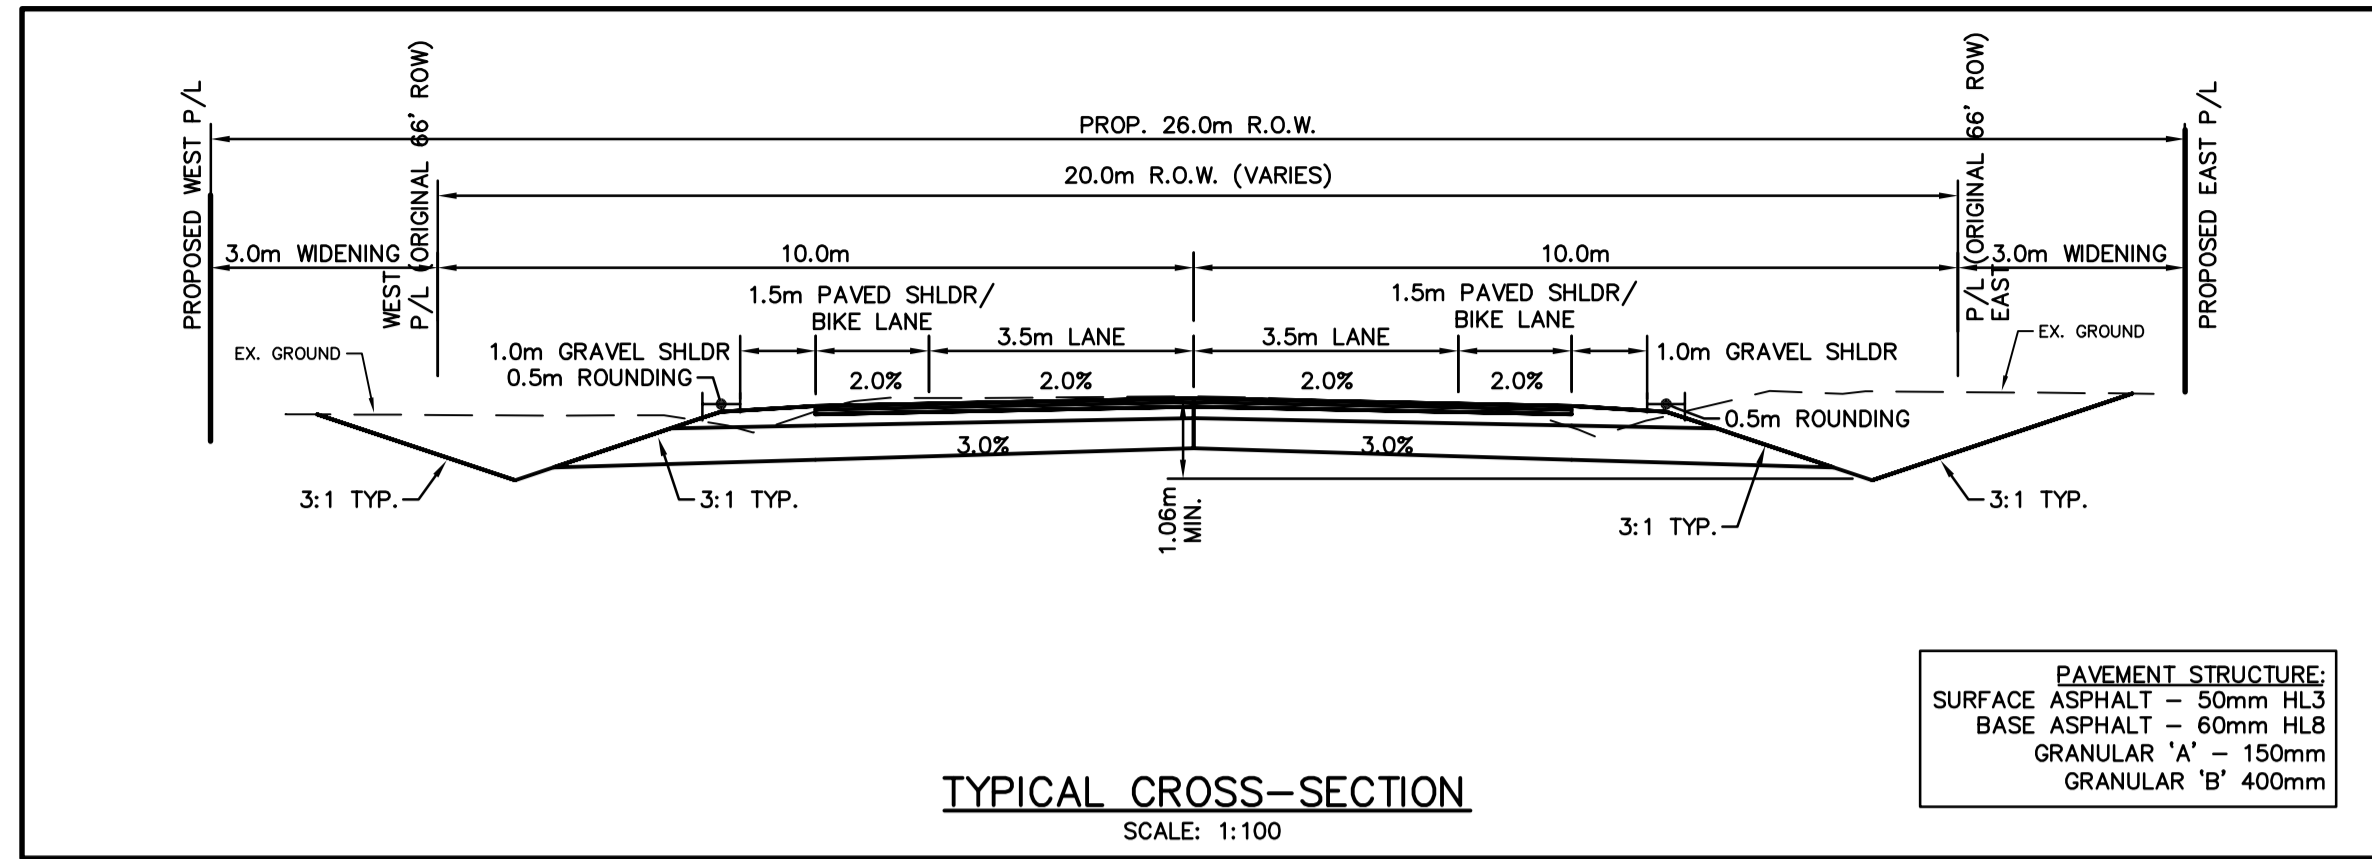 PROPOSED WEST P/L
WEST
P/L (ORIGINAL 66' ROW)
PROP. 26.0m R.O.W.
20.0m R.O.W. (VARIES)
P/L (ORIGINAL 66' ROW)
EAST
PROPOSED EAST P/L
3.0m WIDENING
10.0m
10.0m
3.0m WIDENING
1.5m PAVED SHLDR/
BIKE LANE
1.5m PAVED SHLDR/
BIKE LANE
3.5m LANE
3.5m LANE
EX. GROUND
1.0m GRAVEL SHLDR
0.5m ROUNDING
1.0m GRAVEL SHLDR
0.5m ROUNDING
EX. GROUND
2.0%
2.0%
2.0%
2.0%
3.0%
3.0%
3:1 TYP.
3:1 TYP.
1.06m
MIN.
3:1 TYP.
3:1 TYP.
PAVEMENT STRUCTURE:
SURFACE ASPHALT - 50mm HL3
BASE ASPHALT - 60mm HL8
GRANULAR 'A' - 150mm
GRANULAR 'B' 400mm
TYPICAL CROSS-SECTION
SCALE: 1:100